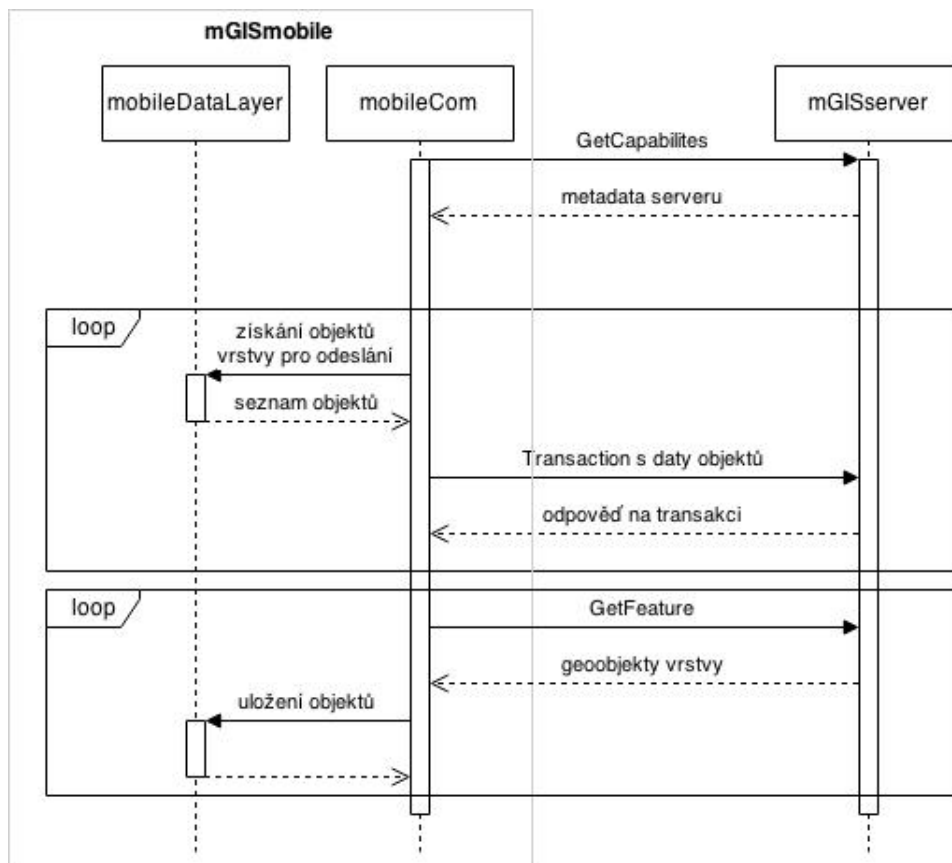 mGISmobile
mobileDataLayer
mobileCom
mGISserver
GetCapabilites
metadata serveru
loop
získání objektů
vrstvy pro odeslání
seznam objektů
Transaction s daty objektů
odpověď na transakci
loop
GetFeature
geoobjekty vrstvy
uložení objektů